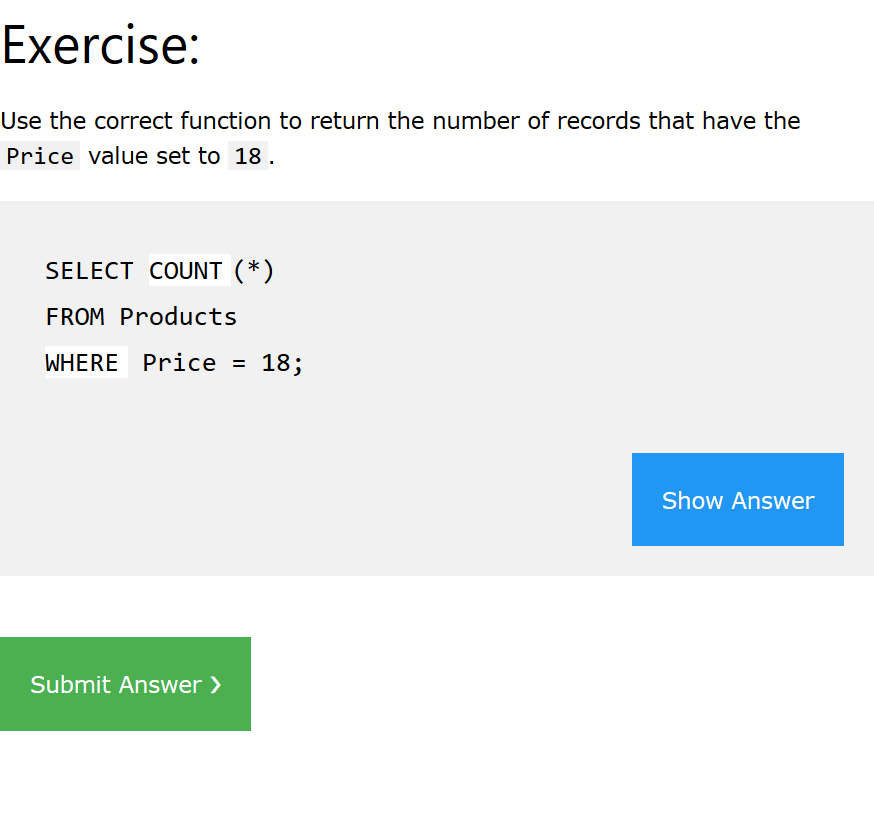 Exercise:
Use the correct function to return the number of records that have the
Price value set to 18.
SELECT COUNT (*)
FROM Products
WHERE Price = 18;
Show Answer
Submit Answer ❯